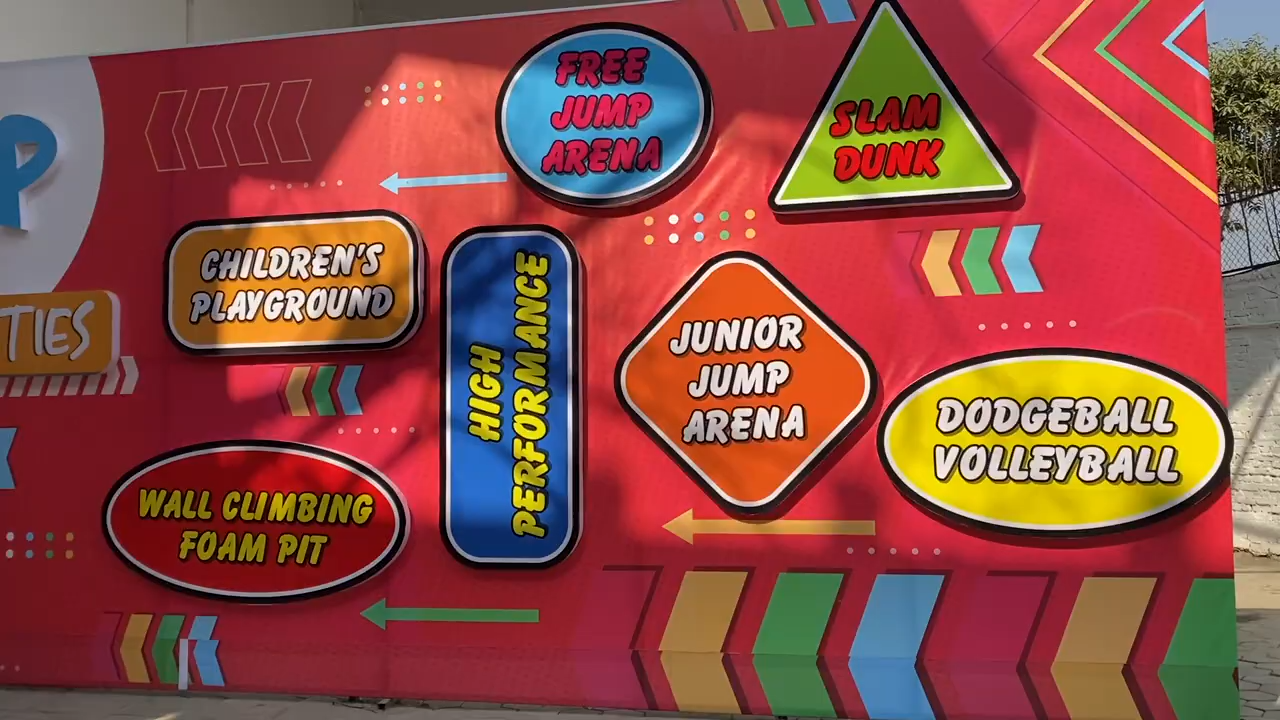 P
TIES
FREE
JUMP
ARENA
SLAM
DUNK
CHILDREN'S
PLAYGROUND
HIGH
PERFORMANCE
JUNIOR
JUMP
ARENA
DODGEBALL
VOLLEYBALL
WALL CLIMBING
FOAM PIT